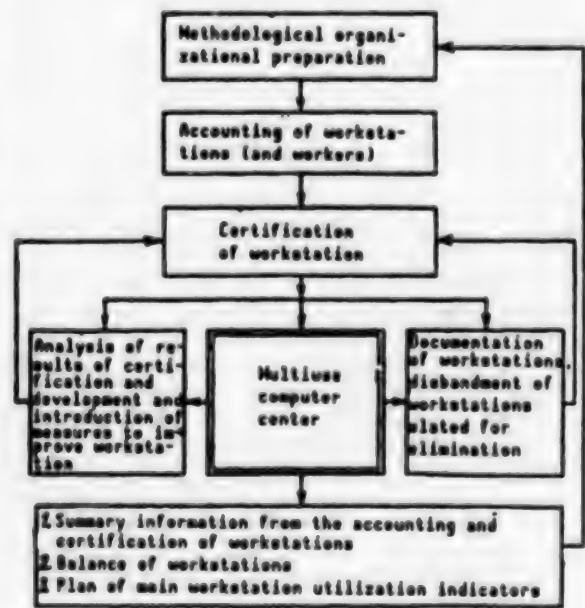 Methodological organi-
zational preparation
Accounting of worksta-
tions (and workers)
Certification
of workstation
Analysis of re-
sults of certi-
fication and
development and
introduction of
measures to im-
prove worksta-
tion
Multiuse
computer
center
Documentation
of workstations,
disbandment of
workstations
slated for
elimination
1 Summary information from the accounting and
certification of workstations
2 Balance of workstations
3 Plan of main workstation utilization indicators